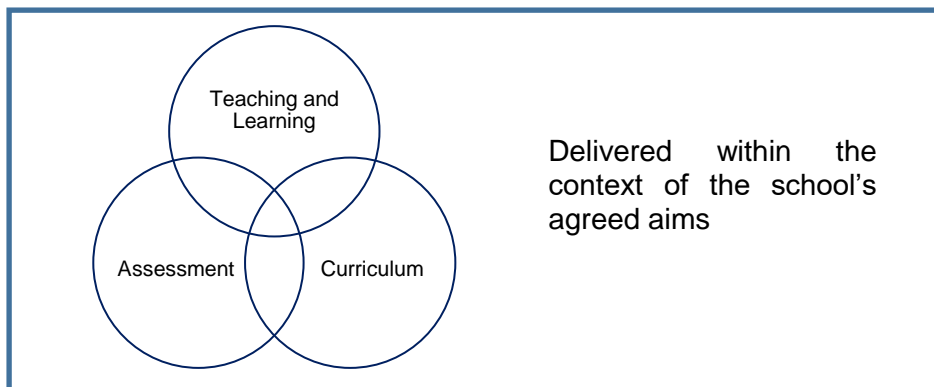 Teaching and
Learning
Delivered within the
context of the school's
agreed aims
Assessment
Curriculum